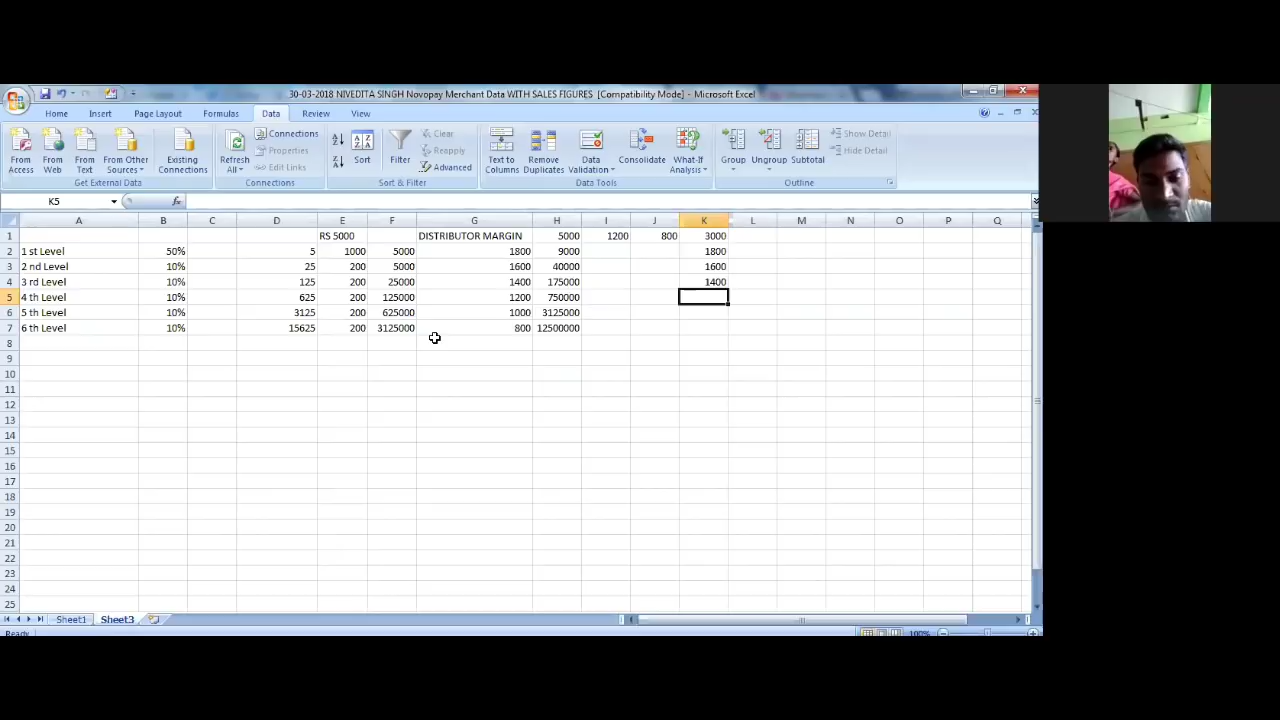 30-03-2018 NIVEDITA SINGH Novopay Merchant Data WITH SALES FIGURES [Compatibility Mode] - Microsoft Excel
Home Insert Page Layout Formulas Data Review View
From Access
From Web
From Text
From Other Sources
Existing Connections
Get External Data
Refresh All
Connections
Properties
Edit Links
Connections
Sort
Filter
Clear
Reapply
Advanced
Sort & Filter
Text to Columns
Remove Duplicates
Data Validation
Consolidate
What-If Analysis
Data Tools
Group
Ungroup
Subtotal
Show Detail
Hide Detail
Outline
K5 fx
A B C D E F G H I J K L M N O P Q
1 RS 5000 DISTRIBUTOR MARGIN 5000 1200 800 3000
2 1 st Level 50% 5 1000 5000 1800 9000 1800
3 2 nd Level 10% 25 200 5000 1600 40000 1600
4 3 rd Level 10% 125 200 25000 1400 175000 1400
5 4 th Level 10% 625 200 125000 1200 750000
6 5 th Level 10% 3125 200 625000 1000 3125000
7 6 th Level 10% 15625 200 3125000 800 12500000
8
9
10
11
12
13
14
15
16
17
18
19
20
21
22
23
24
25
Sheet1 Sheet3
Ready 100%